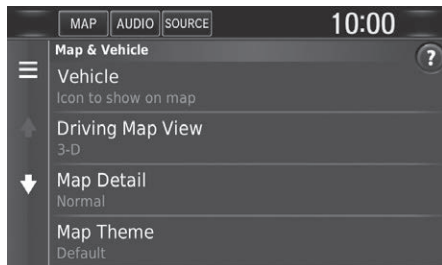 MAP AUDIO SOURCE 10:00
Map & Vehicle
?
Vehicle
Icon to show on map
Driving Map View
3-D
Map Detail
Normal
Map Theme
Default